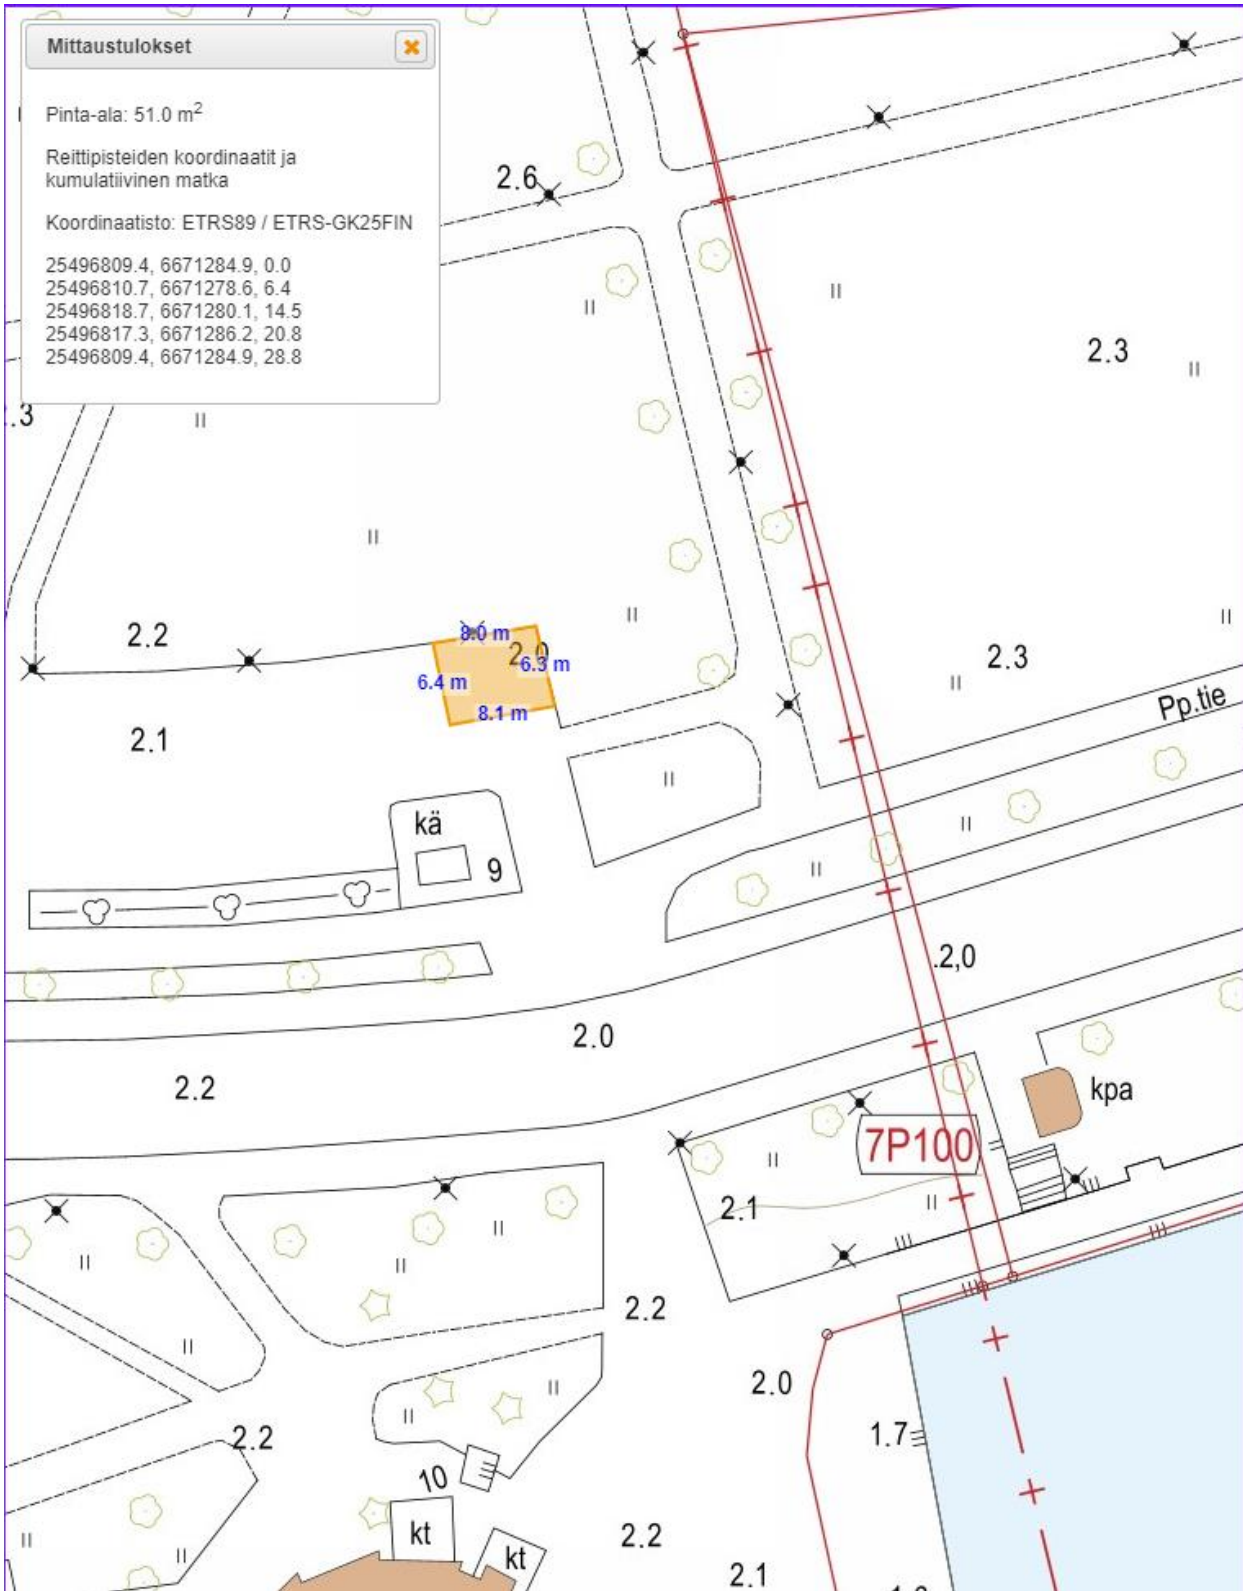 Mittaustulokset
Pinta-ala: 51.0 m²
Reittipisteiden koordinaatit ja
kumulatiivinen matka
Koordinaatisto: ETRS89 / ETRS-GK25FIN
25496809.4, 6671284.9, 0.0
25496810.7, 6671278.6, 6.4
25496818.7, 6671280.1, 14.5
25496817.3, 6671286.2, 20.8
25496809.4, 6671284.9, 28.8
2.6
2.3
.3
2.2
8.0 m
2.0
6.3 m
6.4 m
8.1 m
2.3
Pp.tie
2.1
kä
9
.2,0
2.0
2.2
kpa
7P100
2.1
2.2
2.0
1.7
2.2
10
kt
kt
2.2
2.1